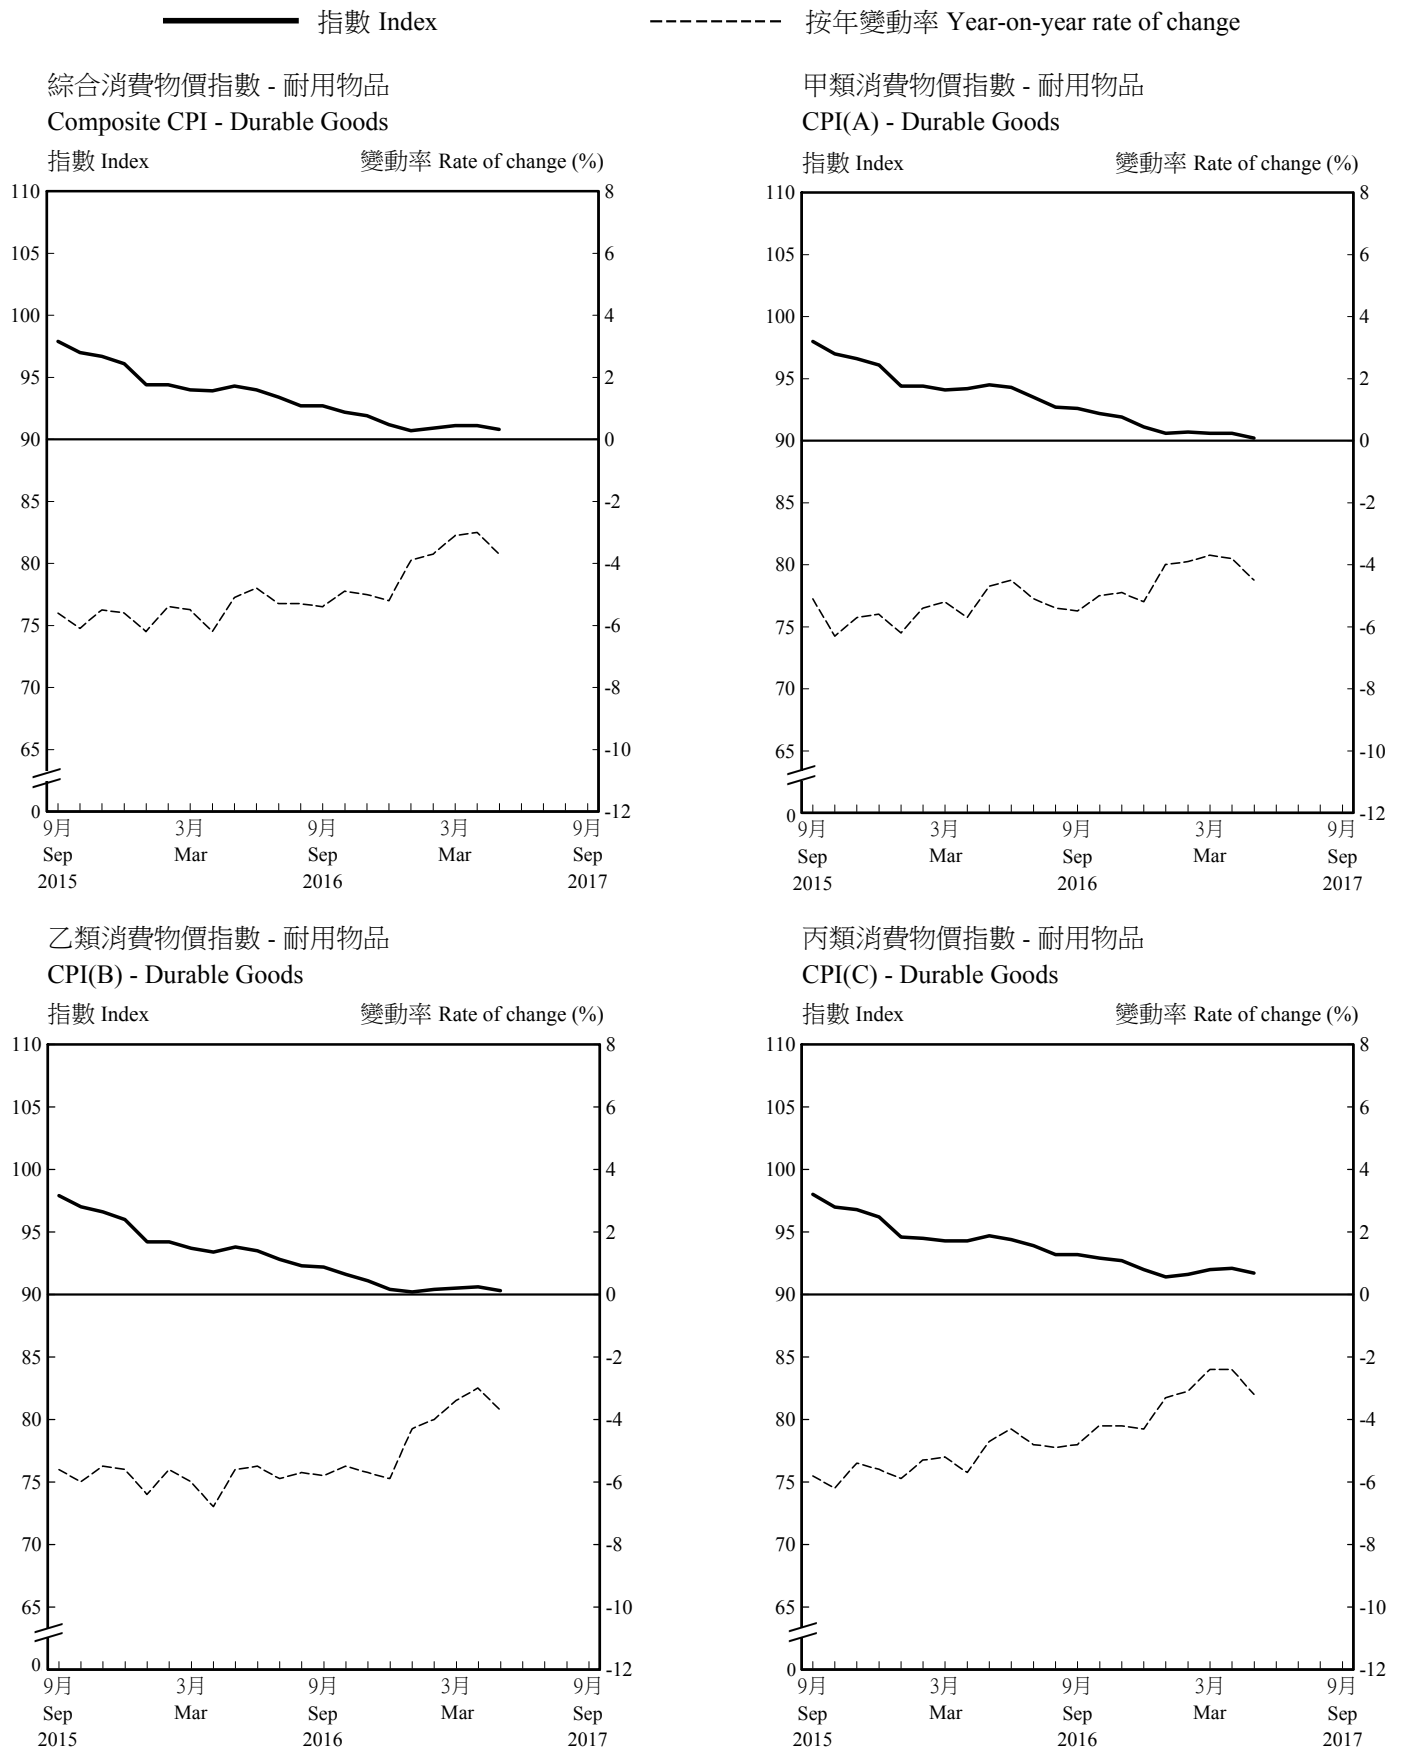 指數 Index
按年變動率 Year-on-year rate of change
綜合消費物價指數 - 耐用物品
Composite CPI - Durable Goods
指數 Index 變動率 Rate of change (%)
110 8
105 6
100 4
95 2
90 0
85 -2
80 -4
75 -6
70 -8
65 -10
0 -12
9月 3月 9月 3月 9月
Sep Mar Sep Mar Sep
2015 2016 2017
甲類消費物價指數 - 耐用物品
CPI(A) - Durable Goods
指數 Index 變動率 Rate of change (%)
110 8
105 6
100 4
95 2
90 0
85 -2
80 -4
75 -6
70 -8
65 -10
0 -12
9月 3月 9月 3月 9月
Sep Mar Sep Mar Sep
2015 2016 2017
乙類消費物價指數 - 耐用物品
CPI(B) - Durable Goods
指數 Index 變動率 Rate of change (%)
110 8
105 6
100 4
95 2
90 0
85 -2
80 -4
75 -6
70 -8
65 -10
0 -12
9月 3月 9月 3月 9月
Sep Mar Sep Mar Sep
2015 2016 2017
丙類消費物價指數 - 耐用物品
CPI(C) - Durable Goods
指數 Index 變動率 Rate of change (%)
110 8
105 6
100 4
95 2
90 0
85 -2
80 -4
75 -6
70 -8
65 -10
0 -12
9月 3月 9月 3月 9月
Sep Mar Sep Mar Sep
2015 2016 2017